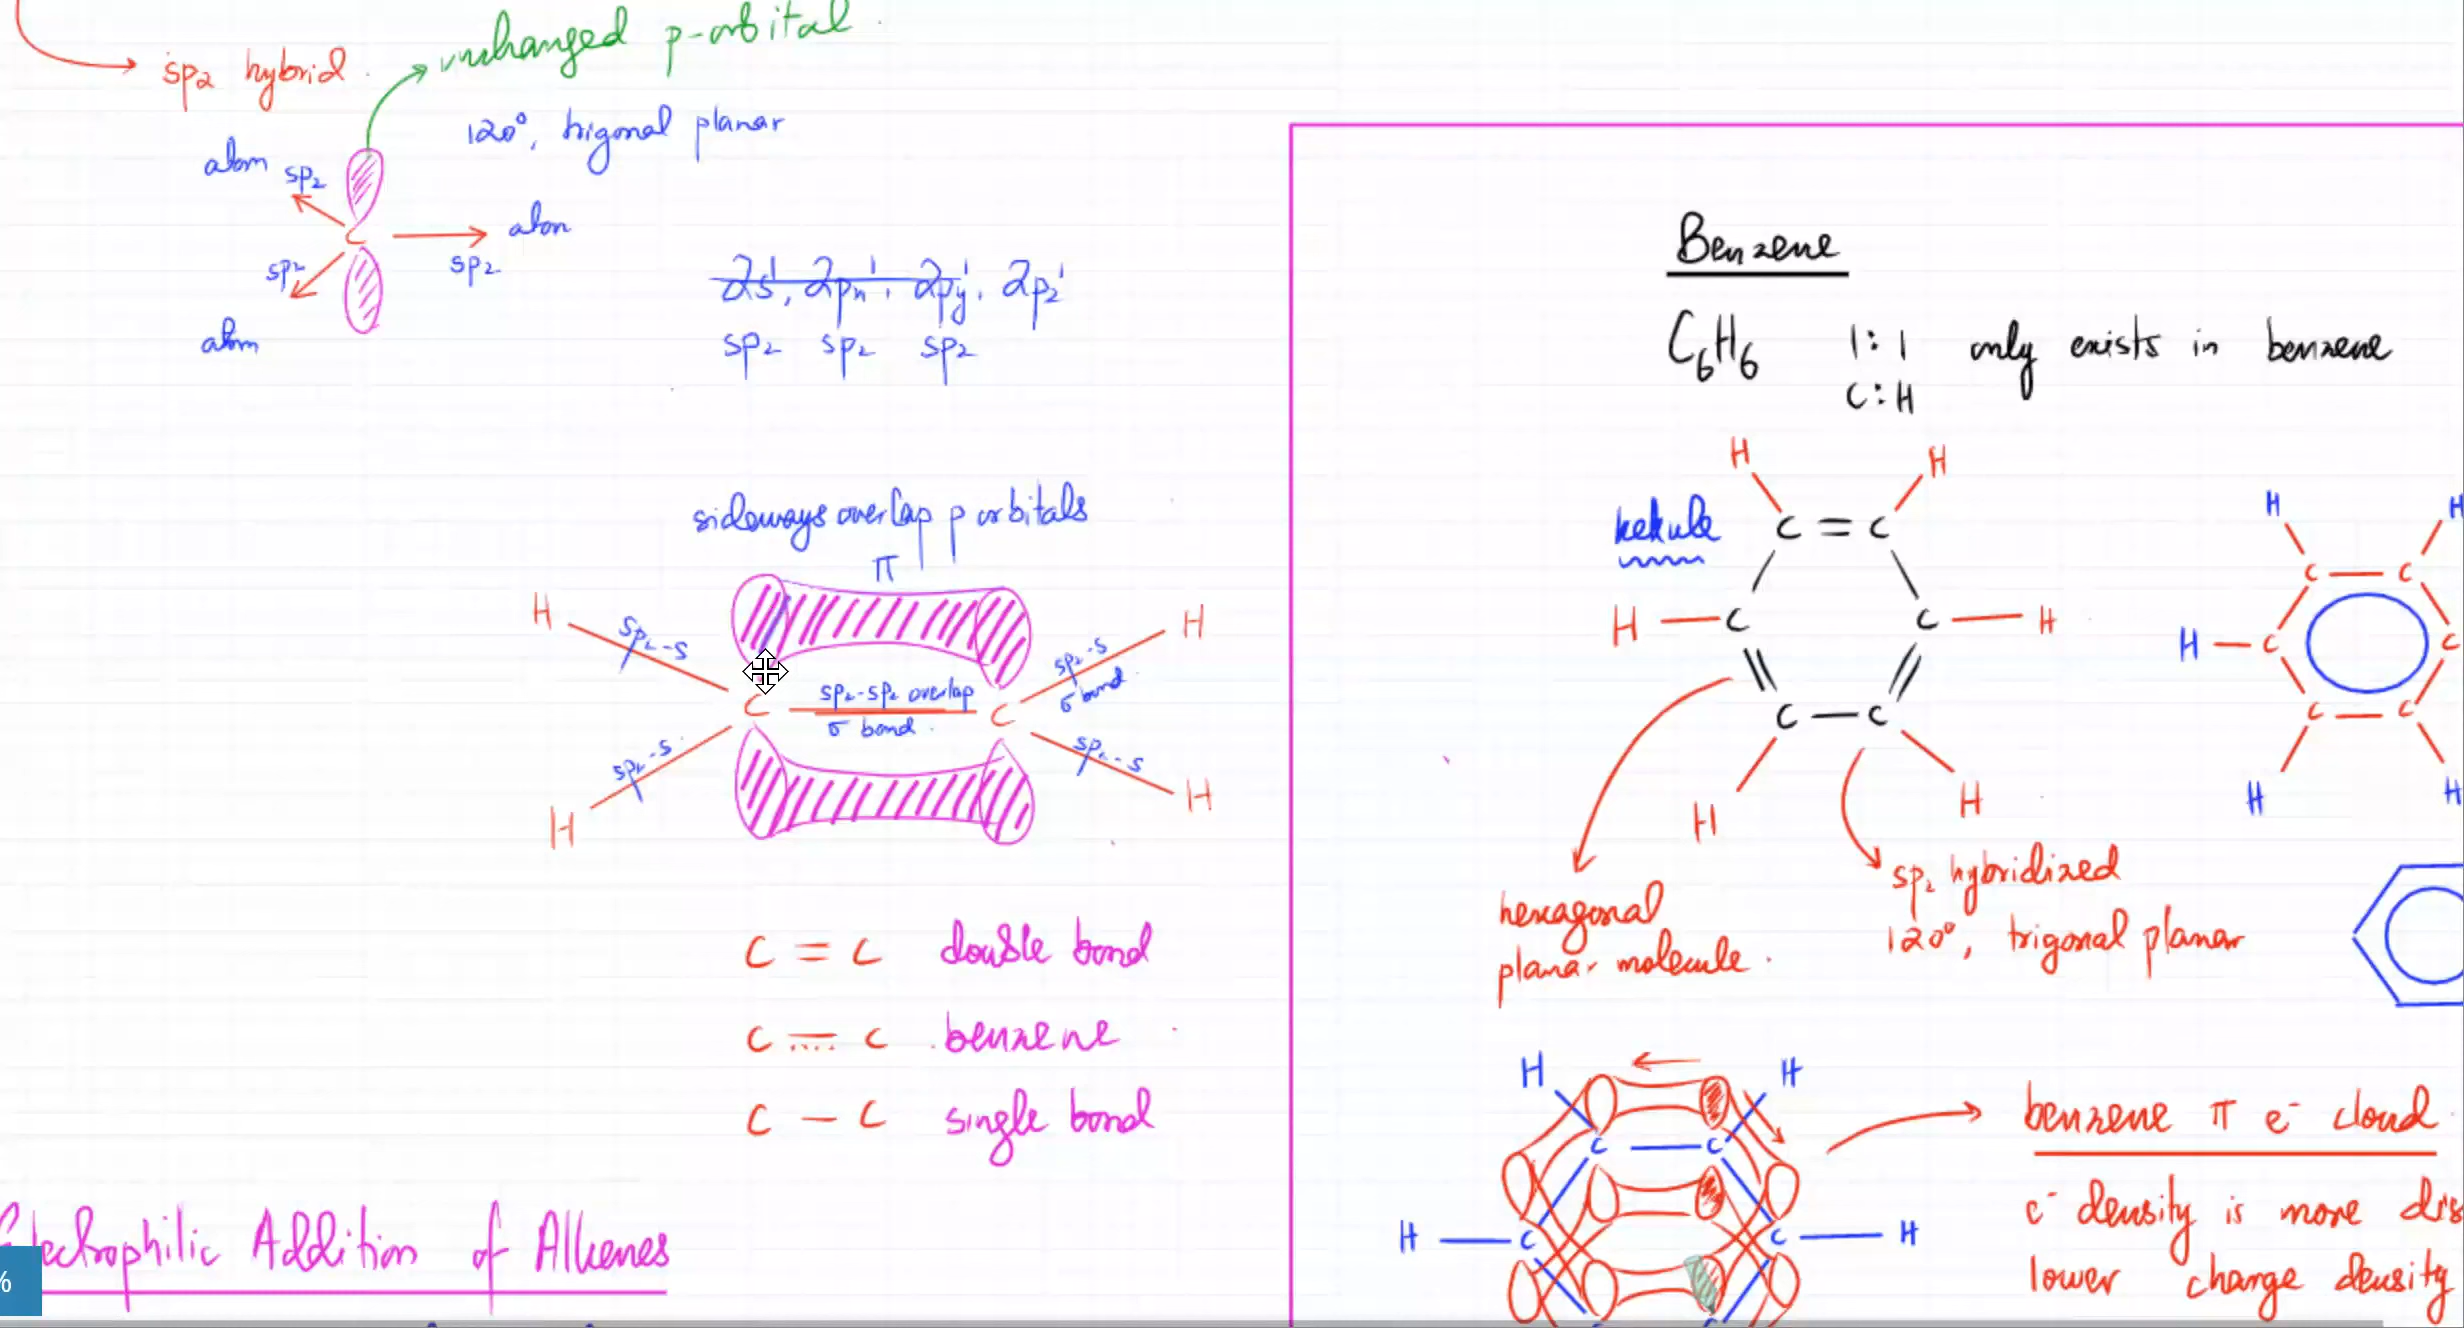 unchanged p-orbital
sp2 hybrid
120°, trigonal planar
atom
sp2
C
sp2
atom
sp2
atom
2s¹, 2px¹, 2py¹, 2pz¹
sp2 sp2 sp2
sideways overlap p orbitals
π
H
sp2-s
sp2-s
H
C
sp2-sp2 overlap
σ bond
C
σ bond
sp2-s
sp2-s
H
H
C = C double bond
C C benzene
C - C single bond
Electrophilic Addition of Alkenes
%
Benzene
C6H6 1:1 only exists in benzene
C:H
H H
kekule
C = C
H C C H
C - C
H H
hexagonal
planar molecule.
sp2 hybridized
120°, trigonal planar
H H
C C
H C C
C C
H H
H H
C C
H C C H
benzene π e⁻ cloud
e⁻ density is more dis
lower change density